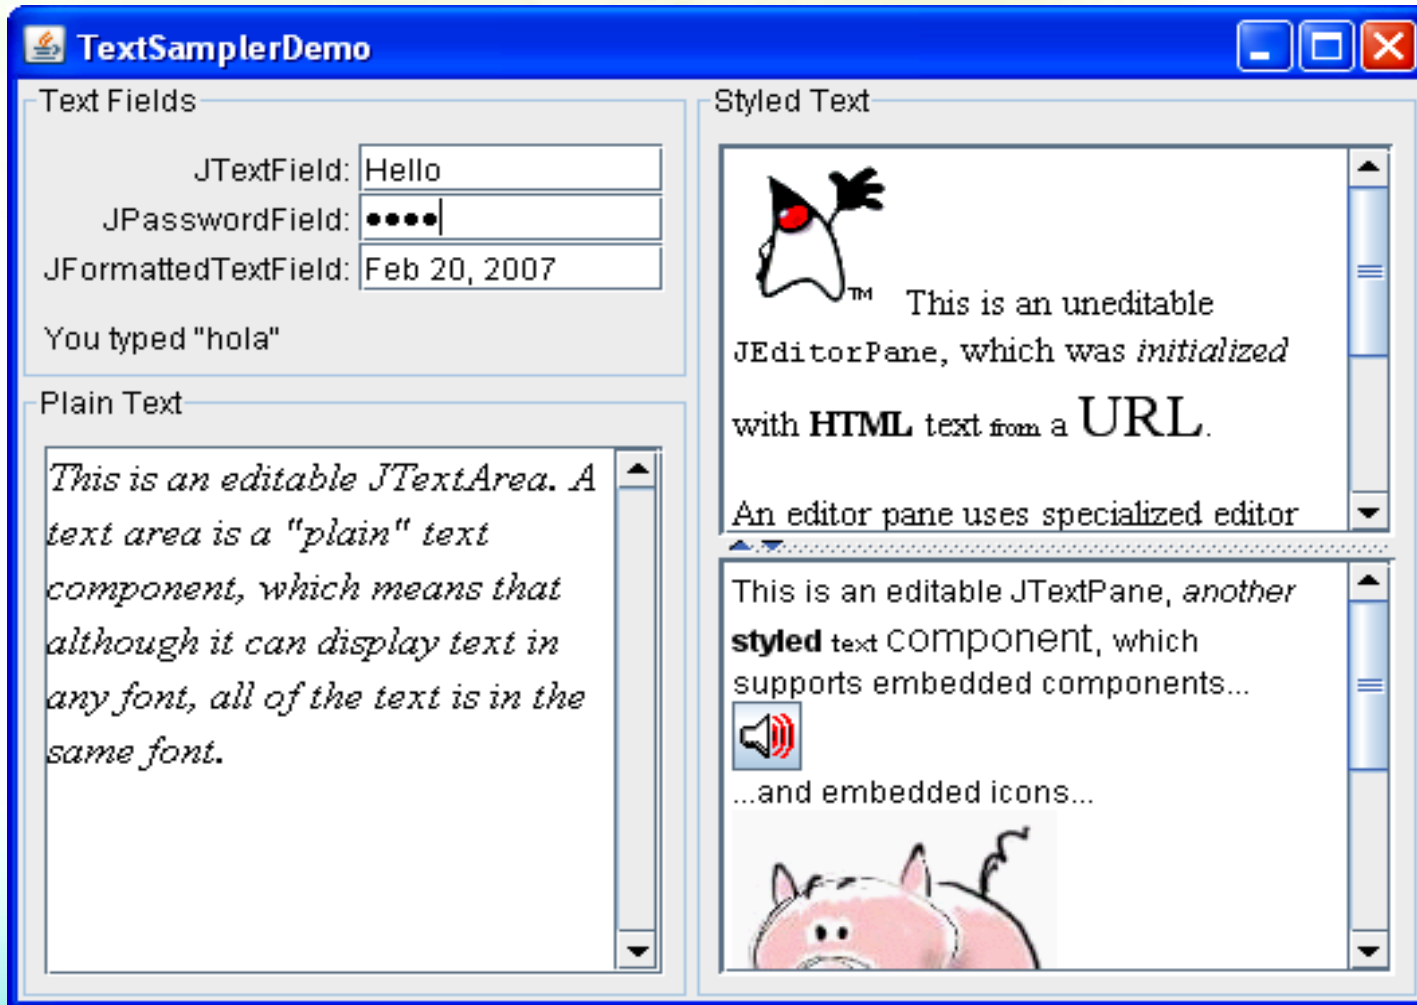 TextSamplerDemo
Text Fields
JTextField: Hello
JPasswordField: ••••
JFormattedTextField: Feb 20, 2007
You typed "hola"
Plain Text
This is an editable JTextArea. A
text area is a "plain" text
component, which means that
although it can display text in
any font, all of the text is in the
same font.
Styled Text
TM This is an uneditable
JEditorPane, which was initialized
with HTML text from a URL.
An editor pane uses specialized editor
This is an editable JTextPane, another
styled text component, which
supports embedded components...
...and embedded icons...